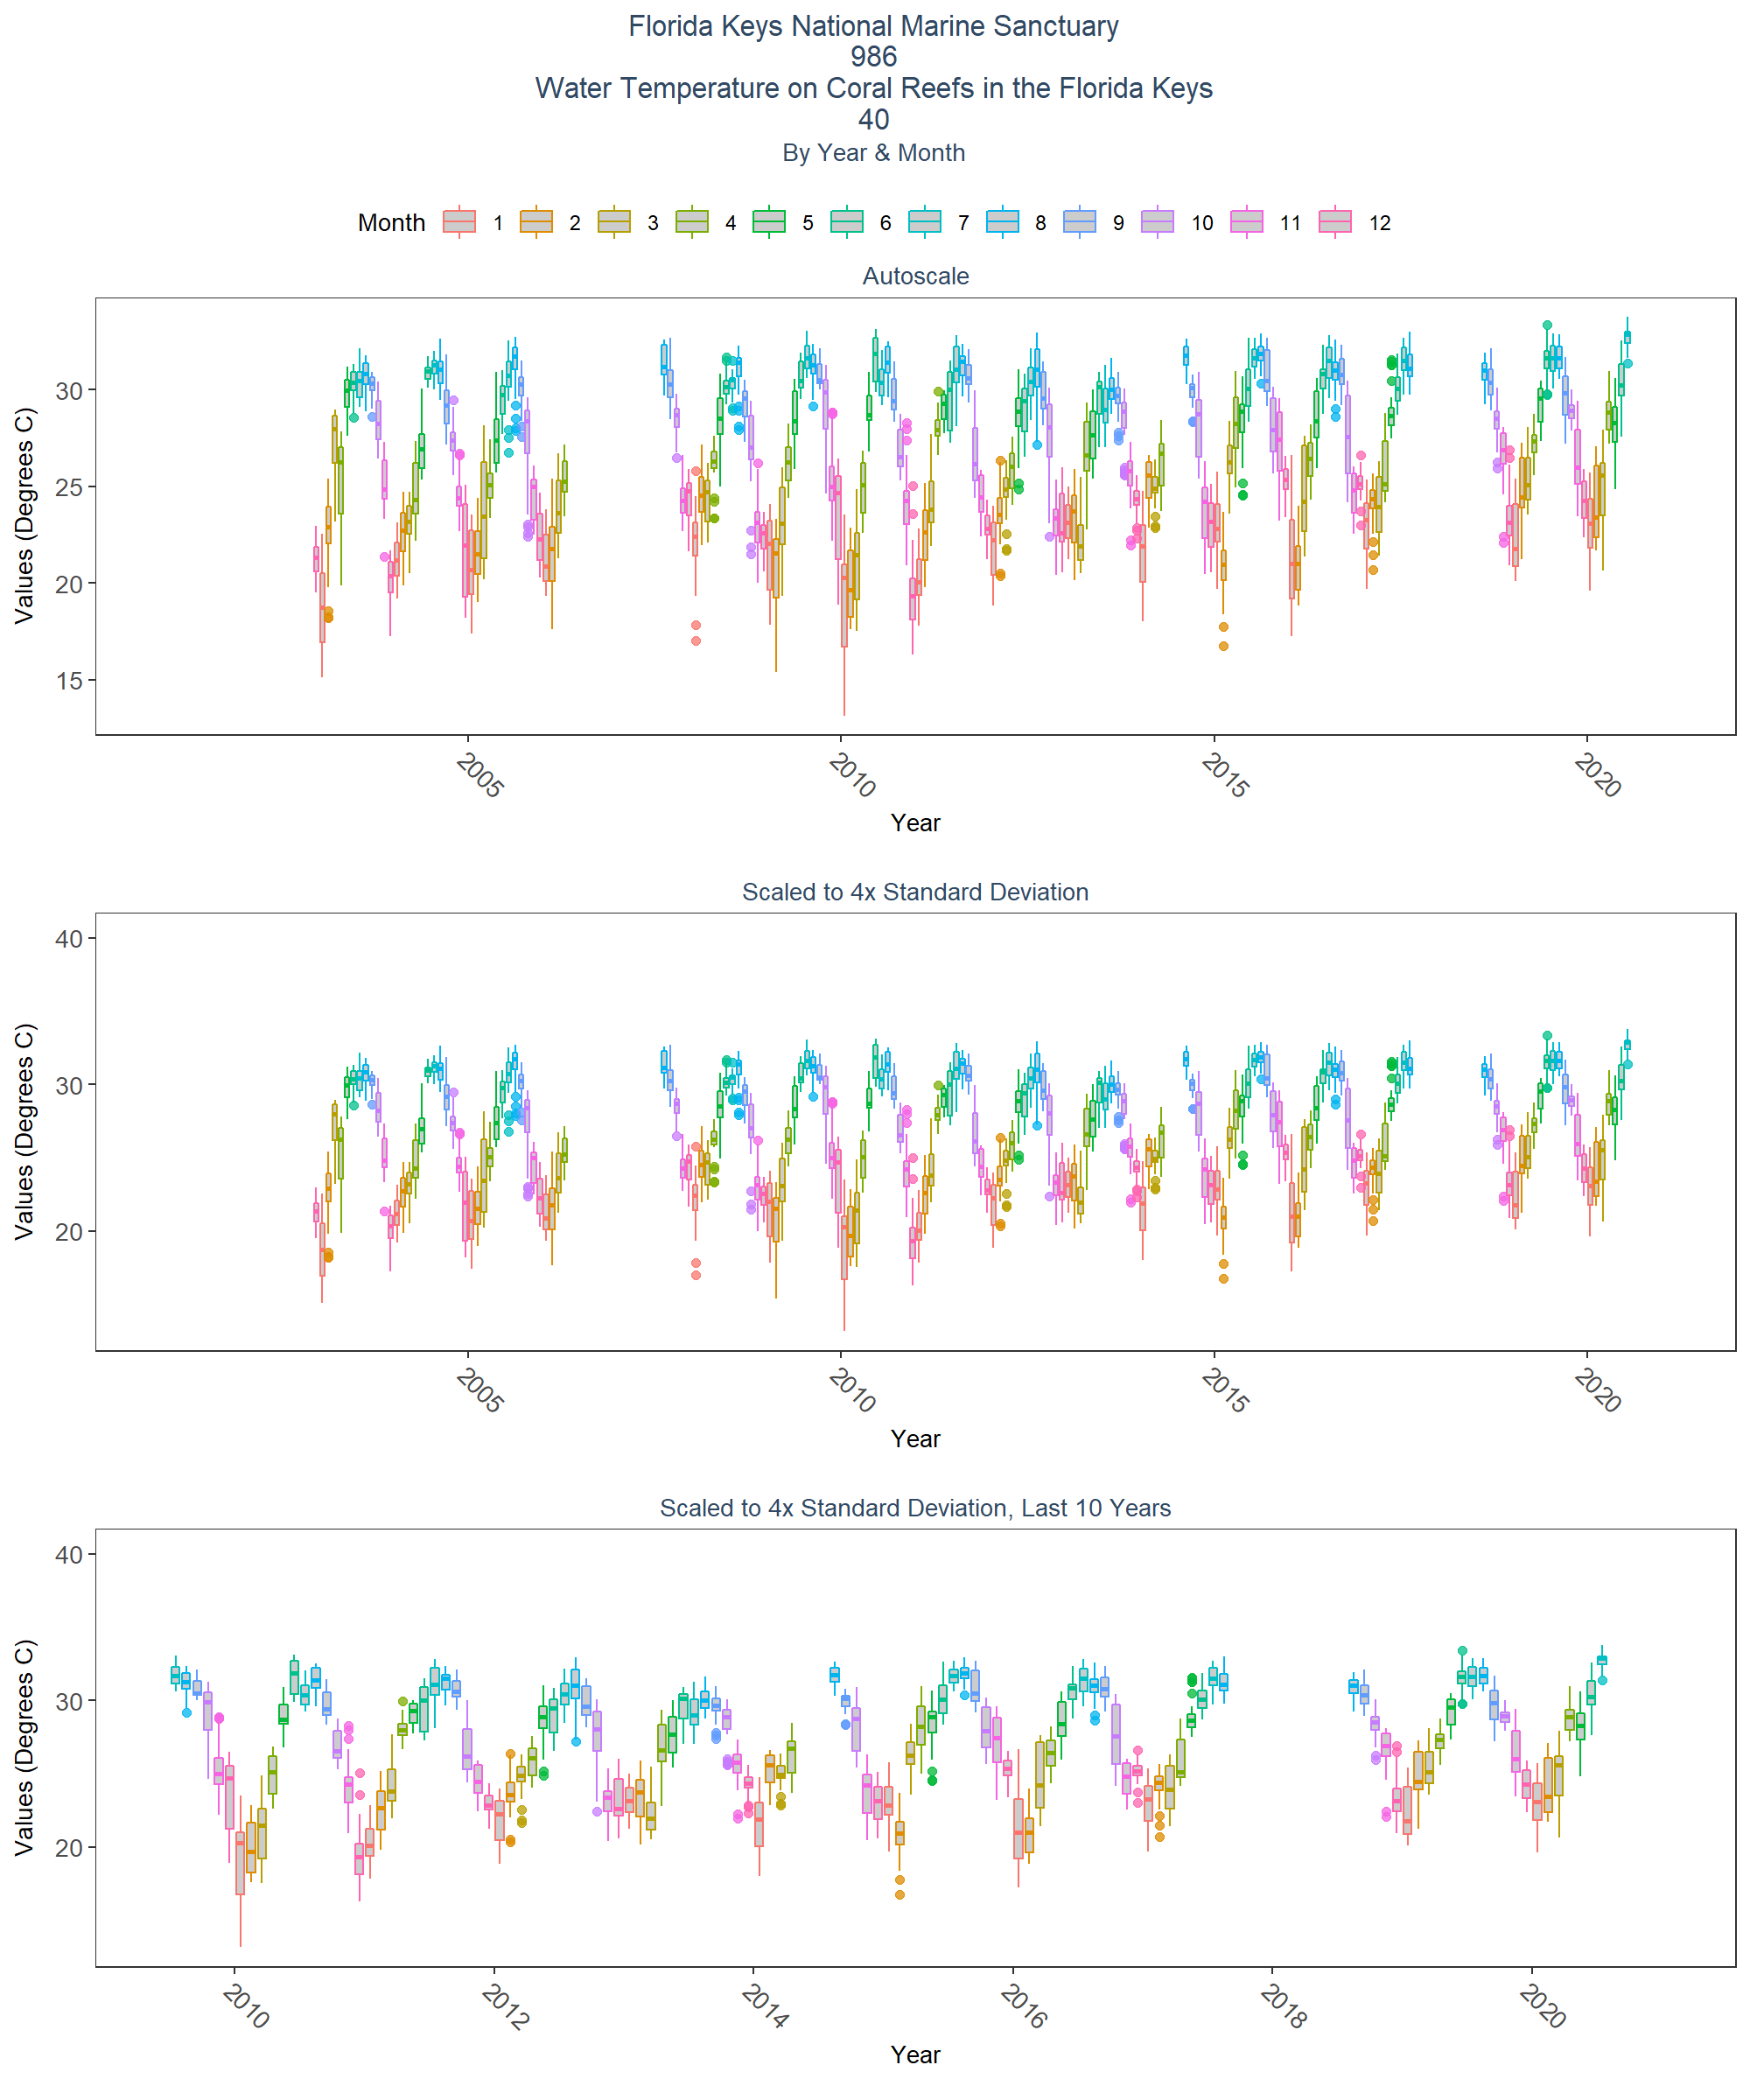 Florida Keys National Marine Sanctuary
986
Water Temperature on Coral Reefs in the Florida Keys
40
By Year & Month
Month 1 2 3 4 5 6 7 8 9 10 11 12
Autoscale
Values (Degrees C)
30
25
20
15
2005 2010 2015 2020
Year
Scaled to 4x Standard Deviation
Values (Degrees C)
40
30
20
2005 2010 2015 2020
Year
Scaled to 4x Standard Deviation, Last 10 Years
Values (Degrees C)
40
30
20
2010 2012 2014 2016 2018 2020
Year